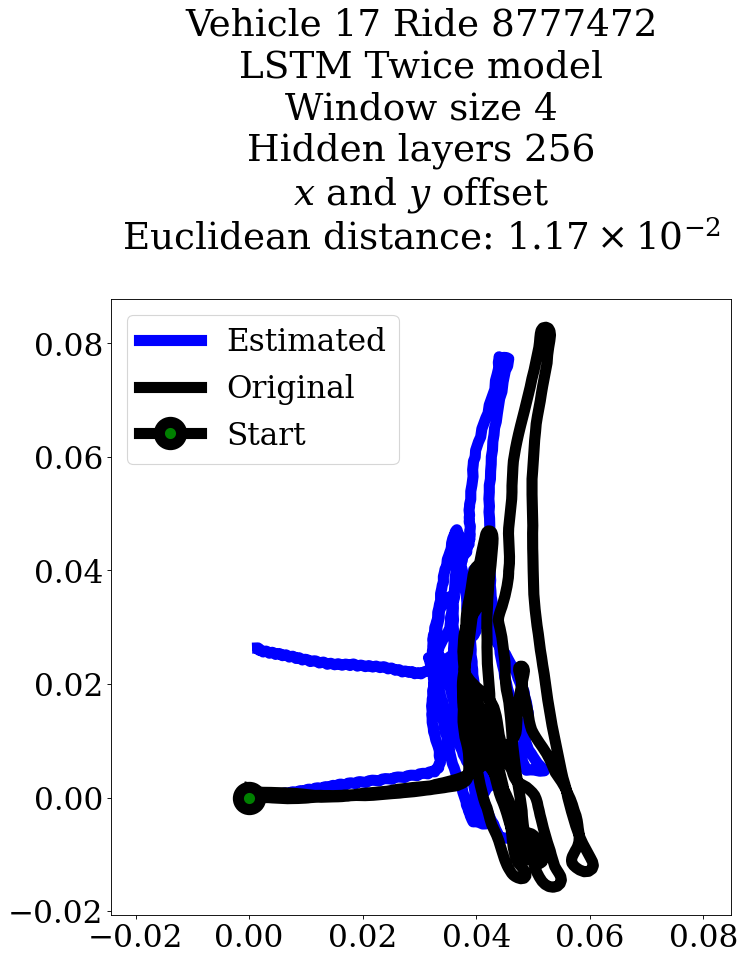 Vehicle 17 Ride 8777472
LSTM Twice model
Window size 4
Hidden layers 256
x and y offset
Euclidean distance: 1.17 × 10⁻²
Estimated
Original
Start
0.08
0.06
0.04
0.02
0.00
−0.02
−0.02 0.00 0.02 0.04 0.06 0.08